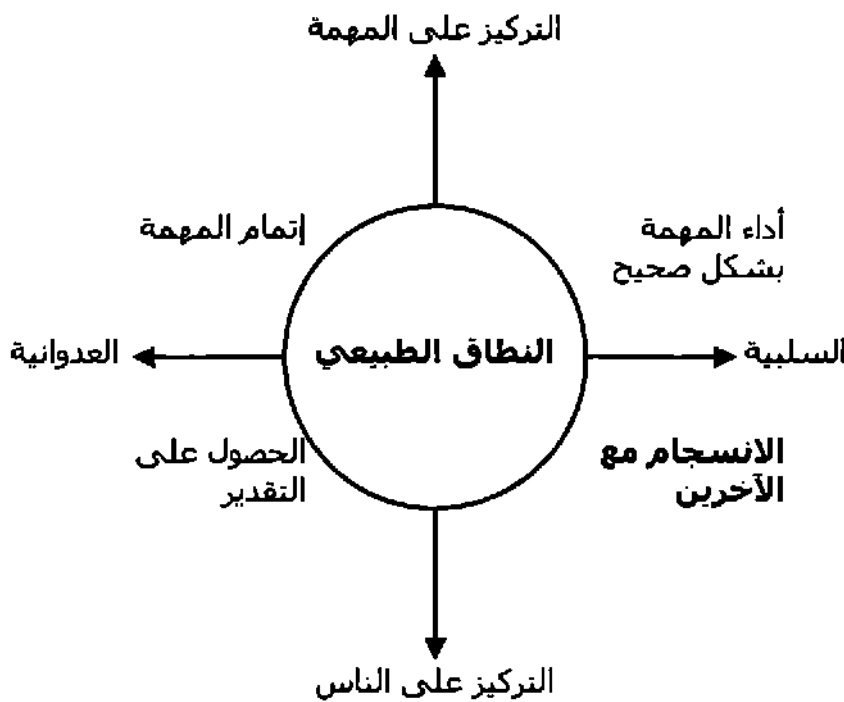 التركيز على المهمة
أداء المهمة
بشكل صحيح
إتمام المهمة
السلبية
النطاق الطبيعي
العدوانية
الانسجام مع
الآخرين
الحصول على
التقدير
التركيز على الناس